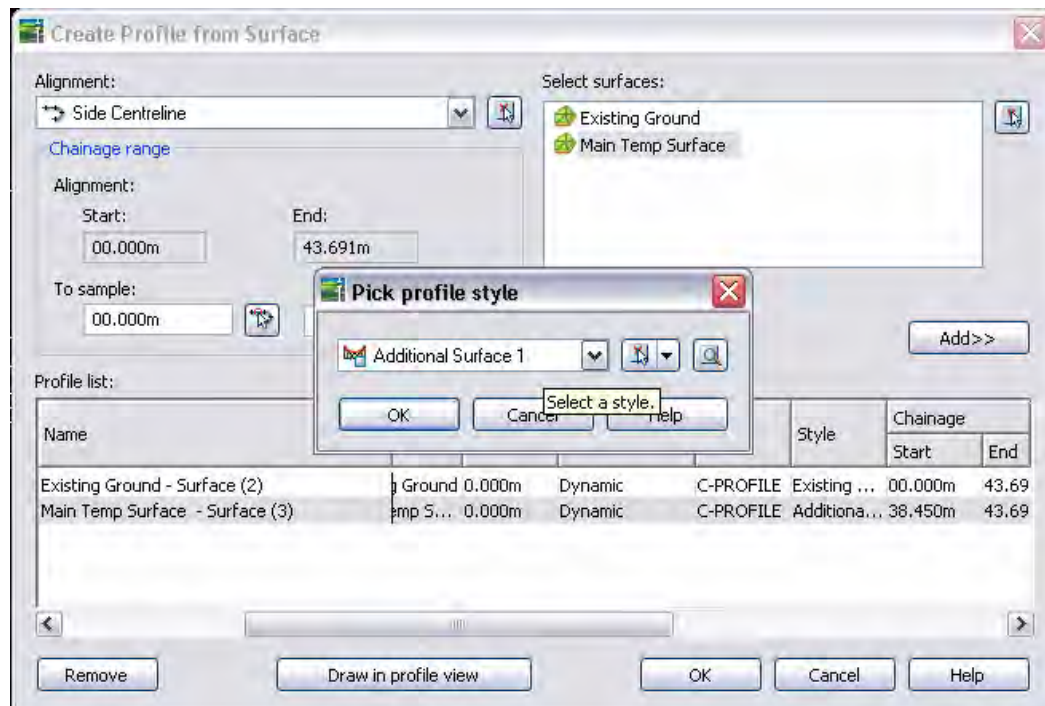 Create Profile from Surface
Alignment:
Select surfaces:
Side Centreline
Existing Ground
Main Temp Surface
Chainage range
Alignment:
Start:
End:
00.000m
43.691m
To sample:
00.000m
Pick profile style
Additional Surface 1
Select a style.
OK
Add>>
Profile list:
Name
Style
Chainage
Start
End
Existing Ground - Surface (2) Ground 0.000m Dynamic C-PROFILE Existing ... 00.000m 43.69
Main Temp Surface - Surface (3) emp S... 0.000m Dynamic C-PROFILE Additiona... 38.450m 43.69
Remove
Draw in profile view
OK
Cancel
Help